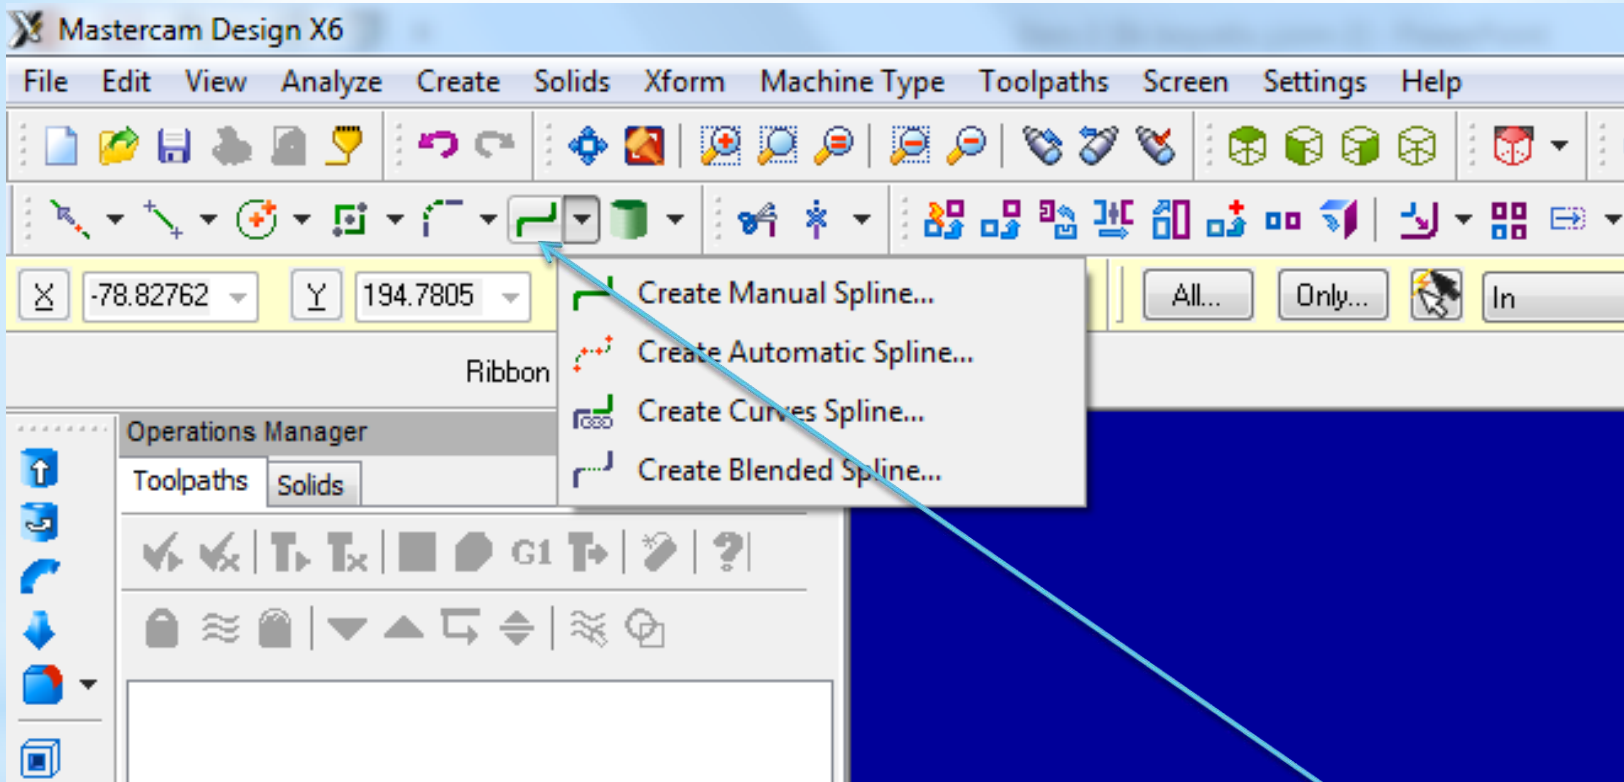 Mastercam Design X6
File Edit View Analyze Create Solids Xform Machine Type Toolpaths Screen Settings Help
X -78.82762 Y 194.7805 All... Only... In
Create Manual Spline...
Create Automatic Spline...
Create Curves Spline...
Create Blended Spline...
Ribbon
Operations Manager
Toolpaths Solids
G1